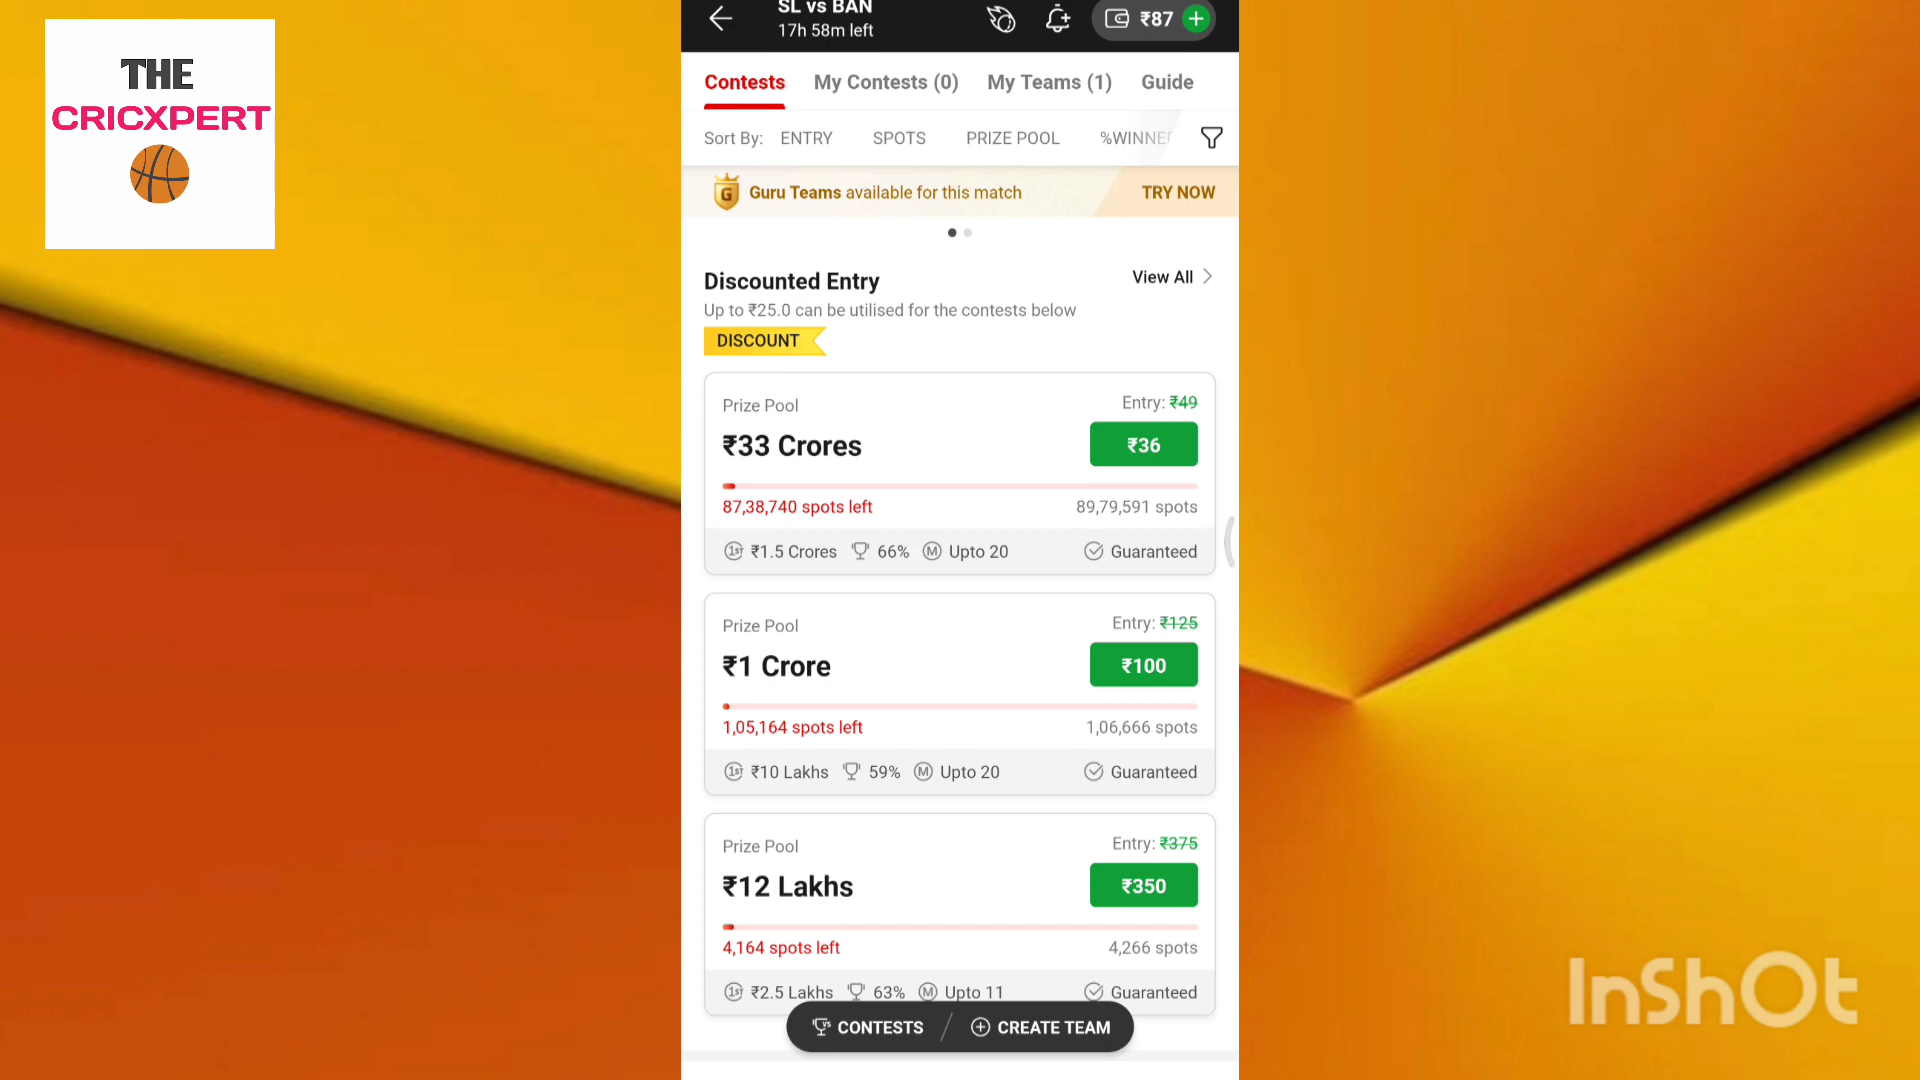 THE
CRICXPERT
SL vs BAN
17h 58m left
₹87
Contests
My Contests (0)
My Teams (1)
Guide
Sort By: ENTRY SPOTS PRIZE POOL %WINNE
G Guru Teams available for this match TRY NOW
Discounted Entry
View All
Up to ₹25.0 can be utilised for the contests below
DISCOUNT
Prize Pool
Entry: ₹49
₹33 Crores
₹36
87,38,740 spots left
89,79,591 spots
1st ₹1.5 Crores 66% M Upto 20 Guaranteed
Prize Pool
Entry: ₹125
₹1 Crore
₹100
1,05,164 spots left
1,06,666 spots
1st ₹10 Lakhs 59% M Upto 20 Guaranteed
Prize Pool
Entry: ₹375
₹12 Lakhs
₹350
4,164 spots left
4,266 spots
1st ₹2.5 Lakhs 63% M Upto 11 Guaranteed
CONTESTS
CREATE TEAM
InShOt